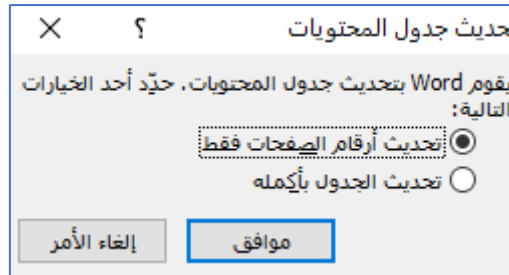 تحديث جدول المحتويات ؟
يقوم Word بتحديث جدول المحتويات. حدّد أحد الخيارات
التالية:
تحديث أرقام الصفحات فقط
تحديث الجدول بأكمله
موافق
إلغاء الأمر